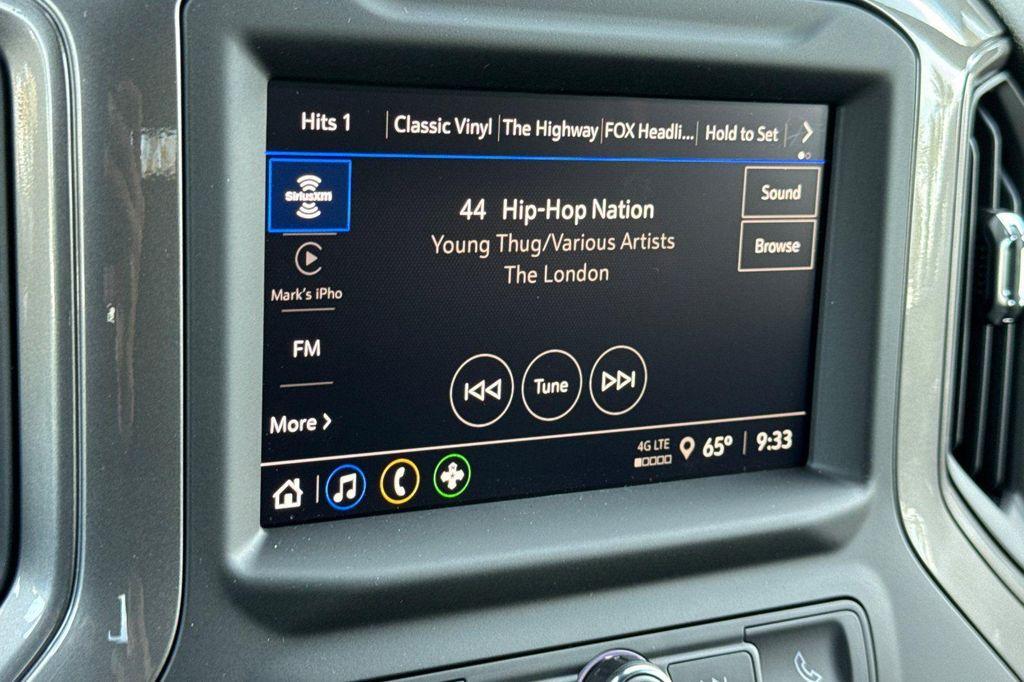 Hits 1 Classic Vinyl The Highway FOX Headli... Hold to Set
SiriusXM
44 Hip-Hop Nation
Sound
Young Thug/Various Artists
Browse
The London
Mark's iPho
FM
Tune
More
4G LTE 65° 9:33